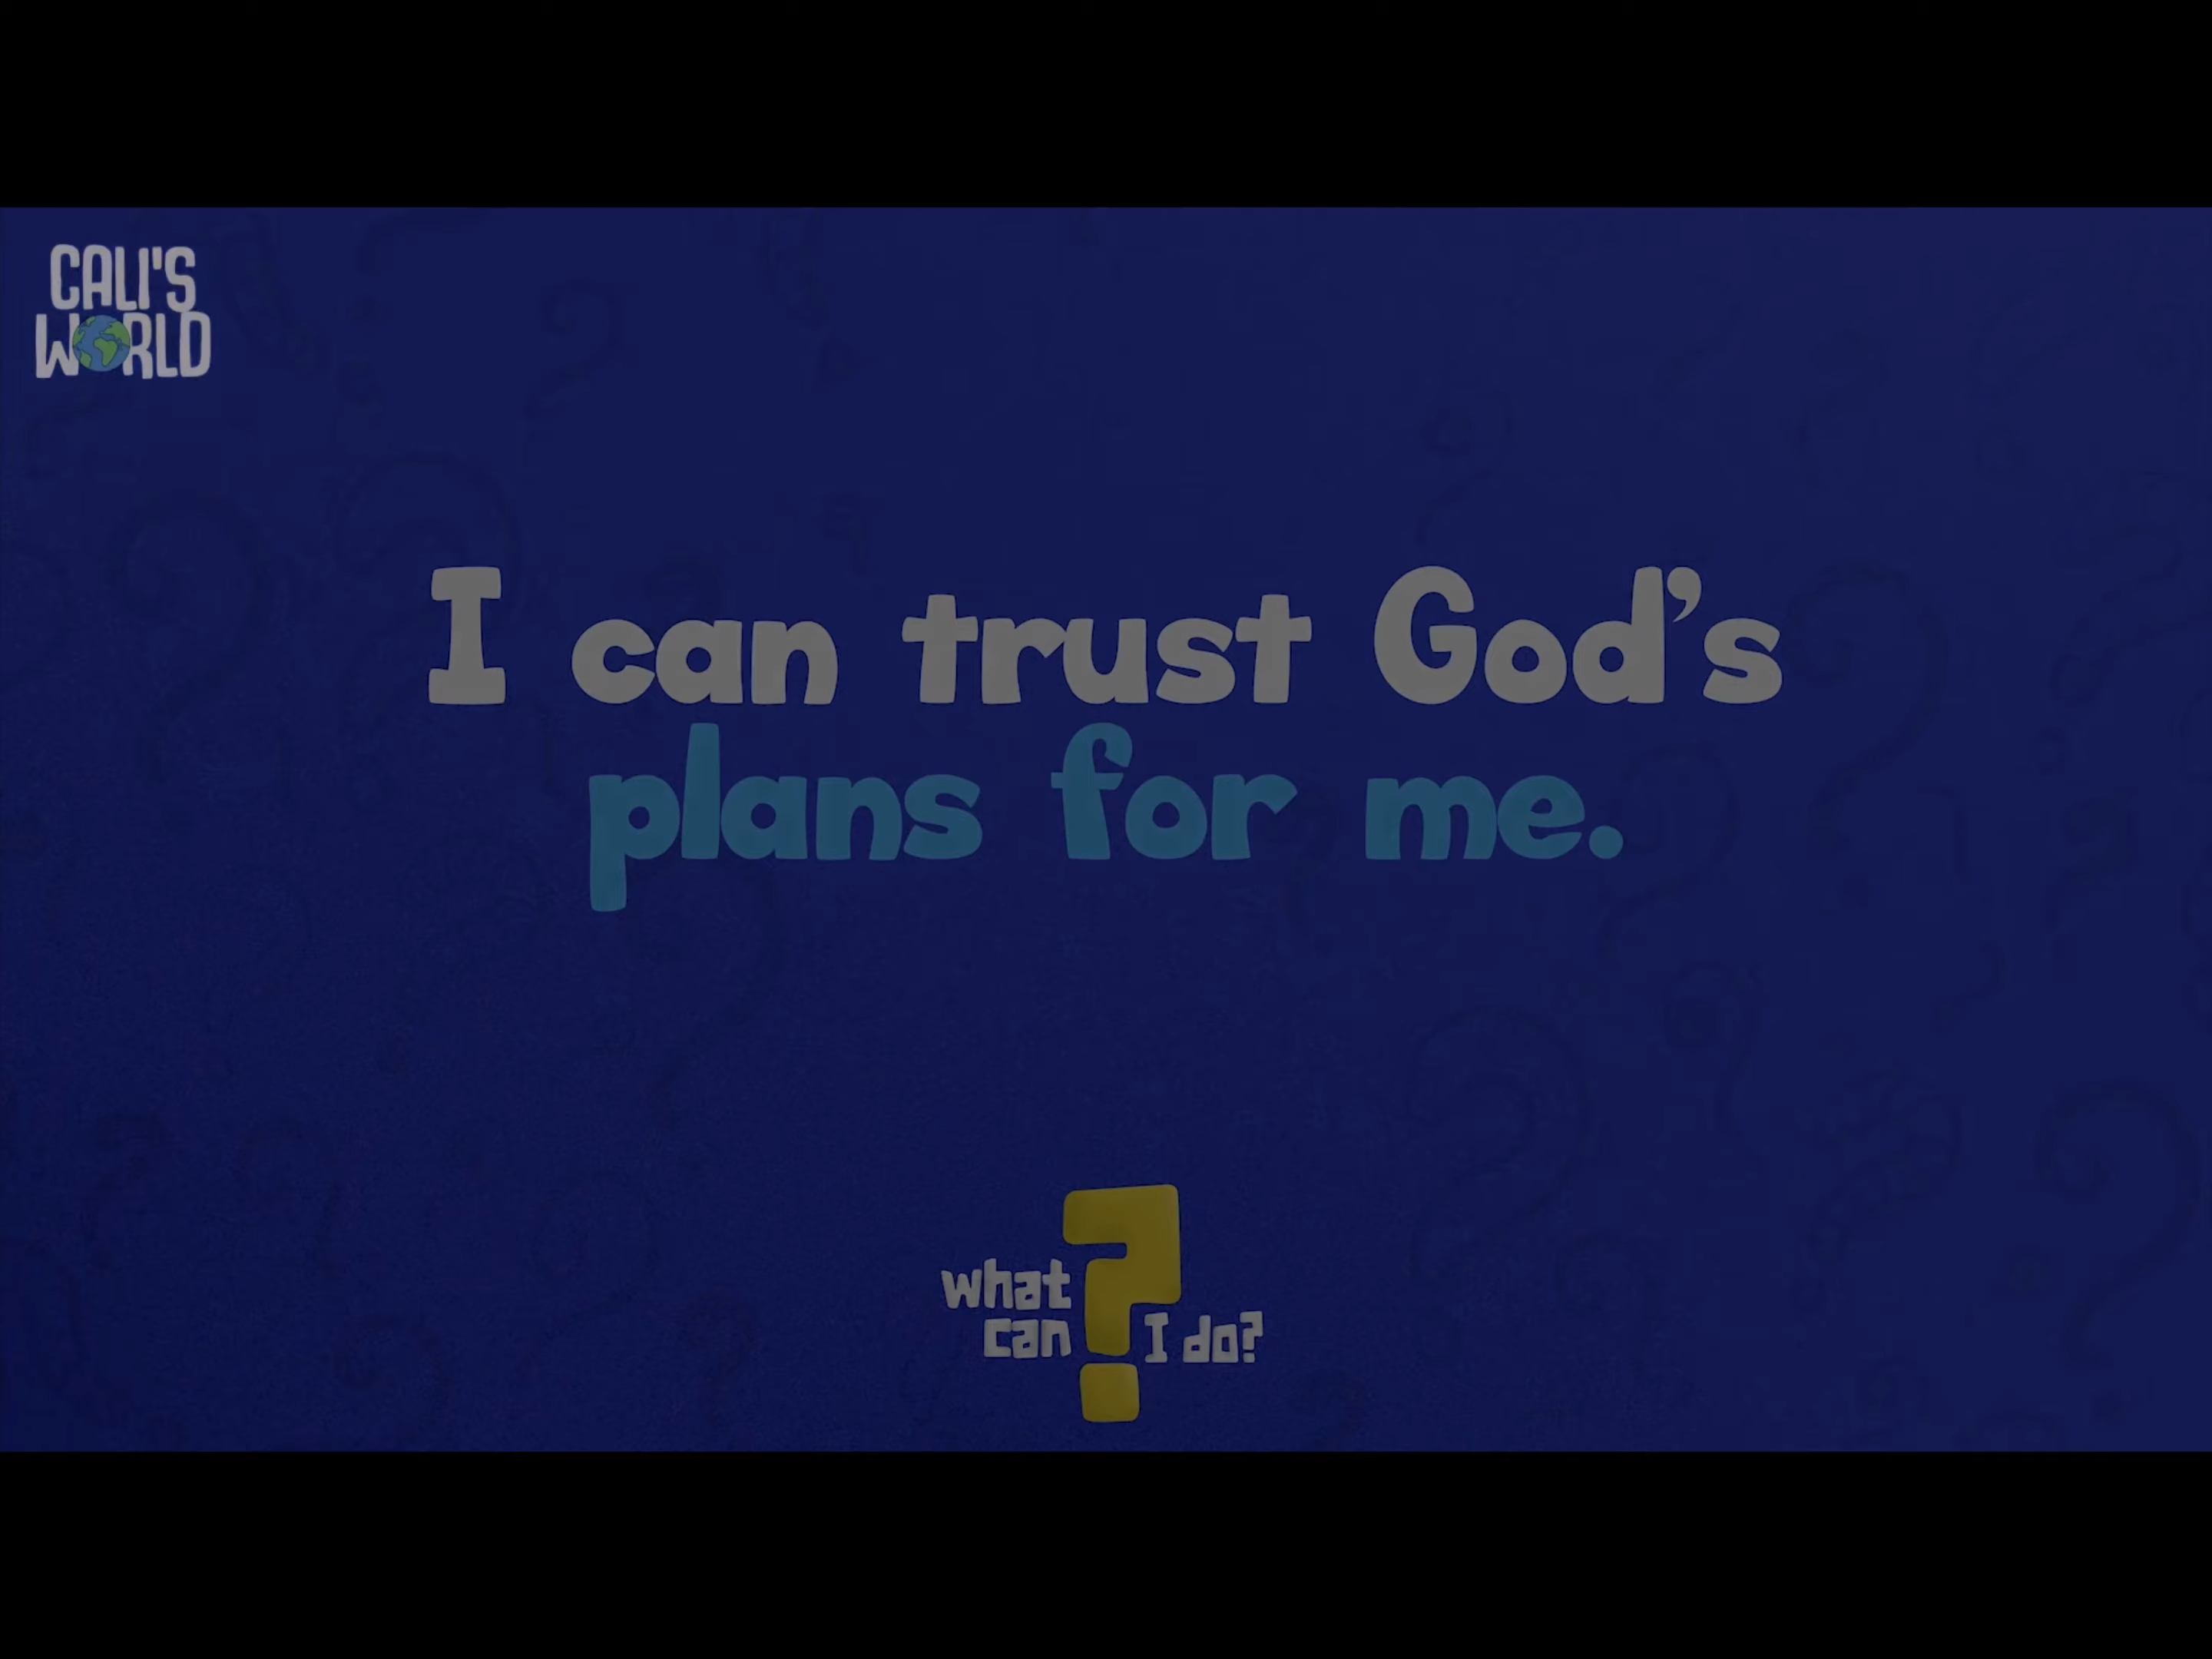 CALI'S
WORLD
I can trust God's
plans for me.
what
can
I do?